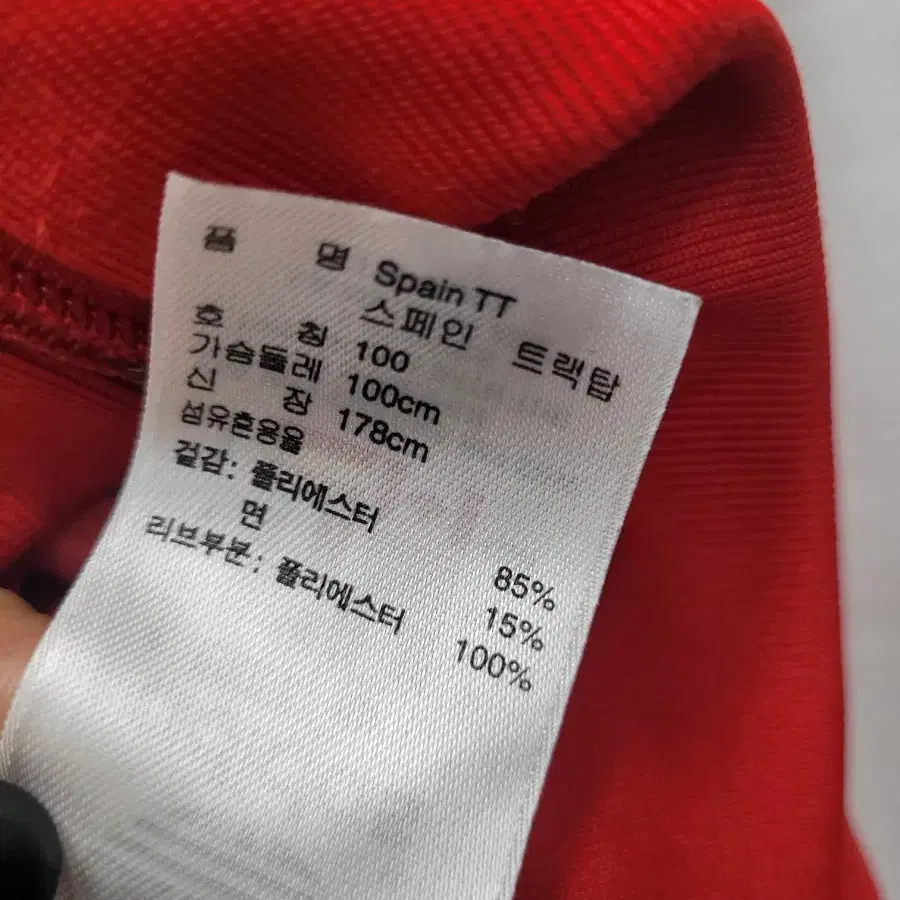 품 명 Spain TT
스페인 트랙탑
호 칭 100
가슴둘레 100cm
신 장 178cm
섬유혼용율
겉감: 폴리에스터 85%
면 15%
리브부분: 폴리에스터 100%